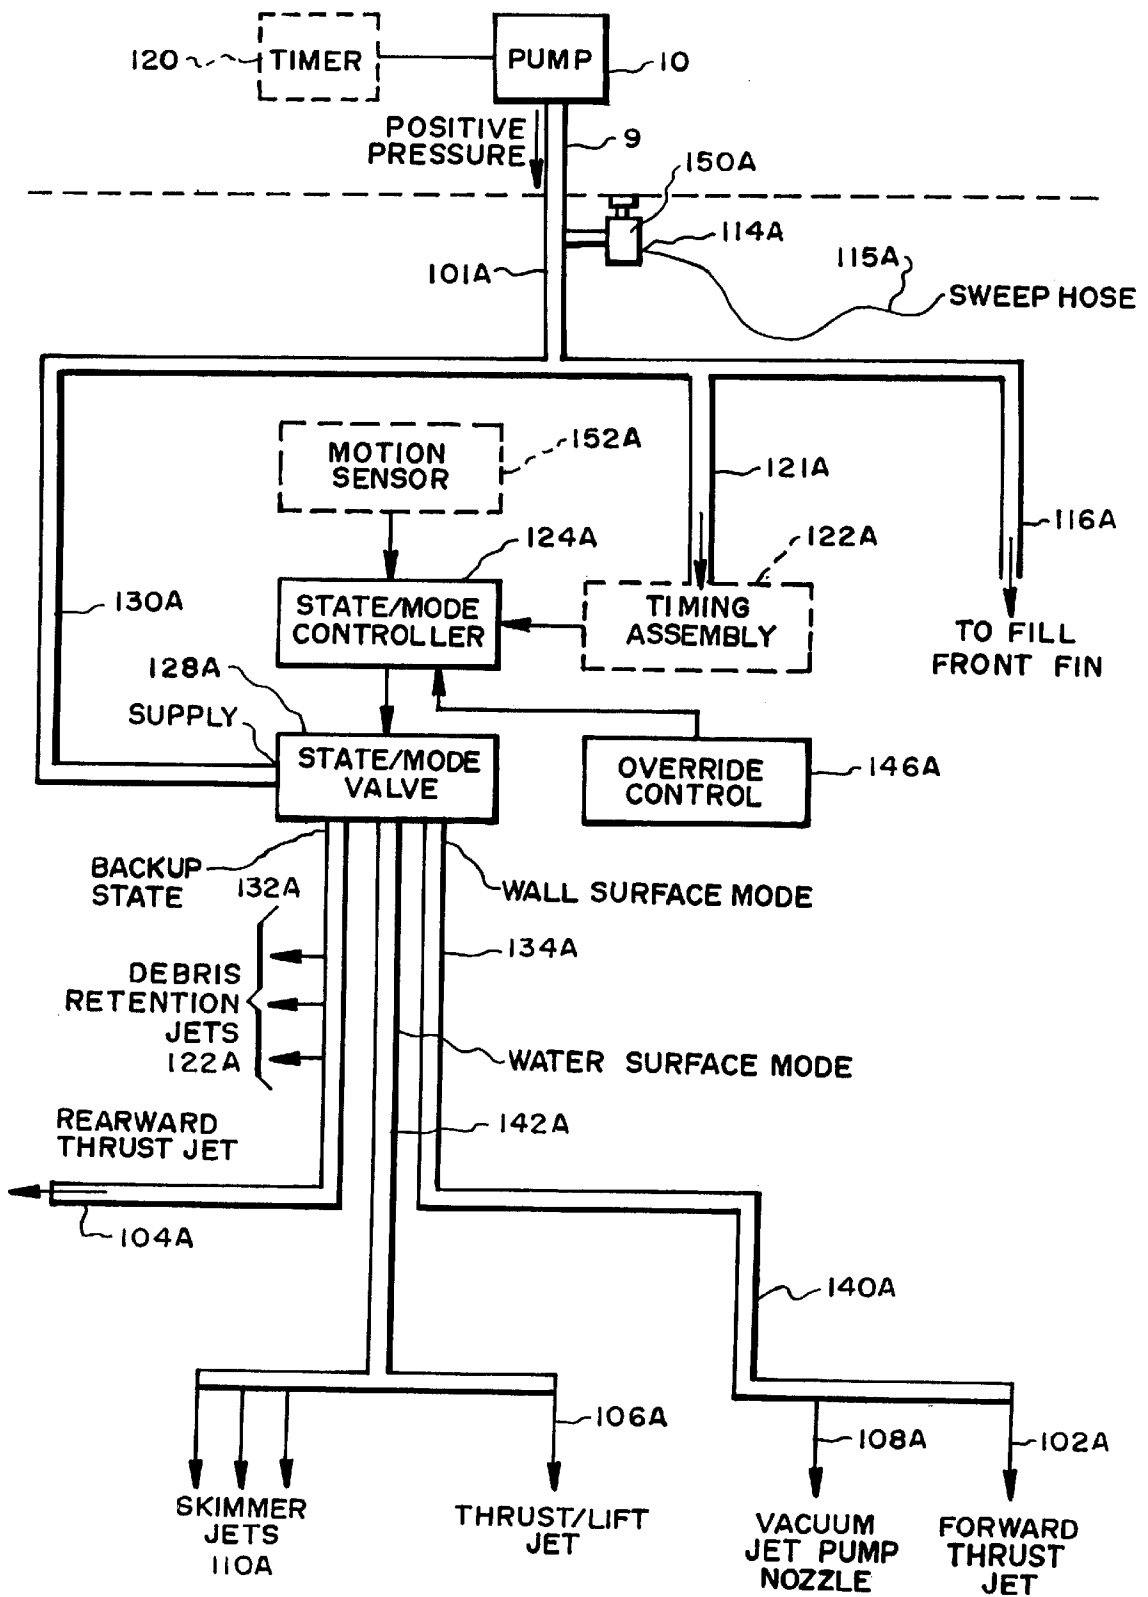 120
TIMER
PUMP
10
POSITIVE
PRESSURE
9
150A
114A
115A
101A
SWEEP HOSE
MOTION
SENSOR
152A
121A
116A
124A
122A
130A
STATE/MODE
CONTROLLER
TIMING
ASSEMBLY
TO FILL
FRONT FIN
128A
SUPPLY
STATE/MODE
VALVE
OVERRIDE
CONTROL
146A
BACKUP
STATE
132A
WALL SURFACE MODE
134A
DEBRIS
RETENTION
JETS
122A
WATER SURFACE MODE
REARWARD
THRUST JET
142A
104A
140A
106A
108A
102A
SKIMMER
JETS
110A
THRUST/LIFT
JET
VACUUM
JET PUMP
NOZZLE
FORWARD
THRUST
JET